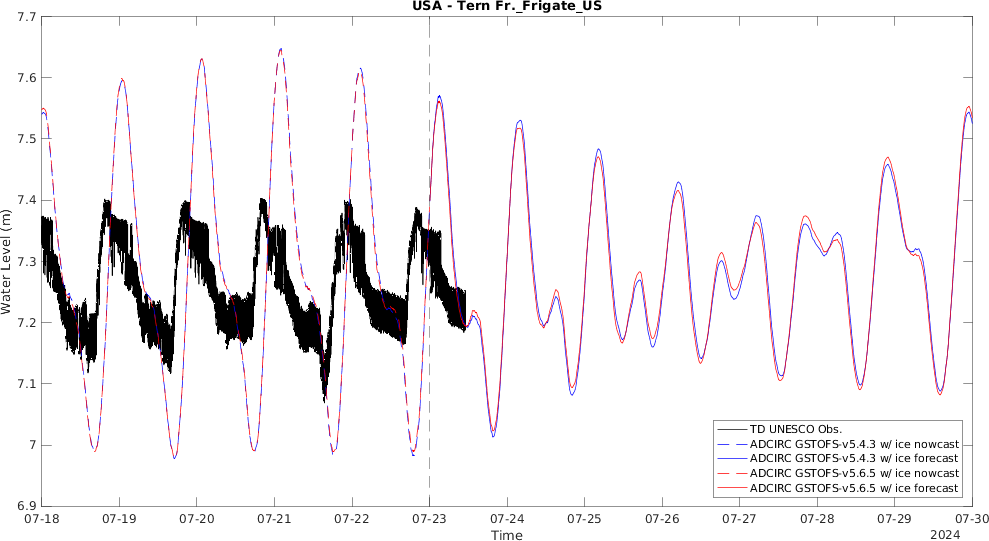 USA - Tern Fr._Frigate_US
7.7
7.6
7.5
7.4
7.3
7.2
7.1
7
6.9
Water Level (m)
TD UNESCO Obs.
ADCIRC GSTOFS-v5.4.3 w/ ice nowcast
ADCIRC GSTOFS-v5.4.3 w/ ice forecast
ADCIRC GSTOFS-v5.6.5 w/ ice nowcast
ADCIRC GSTOFS-v5.6.5 w/ ice forecast
07-18 07-19 07-20 07-21 07-22 07-23 07-24 07-25 07-26 07-27 07-28 07-29 07-30
Time 2024